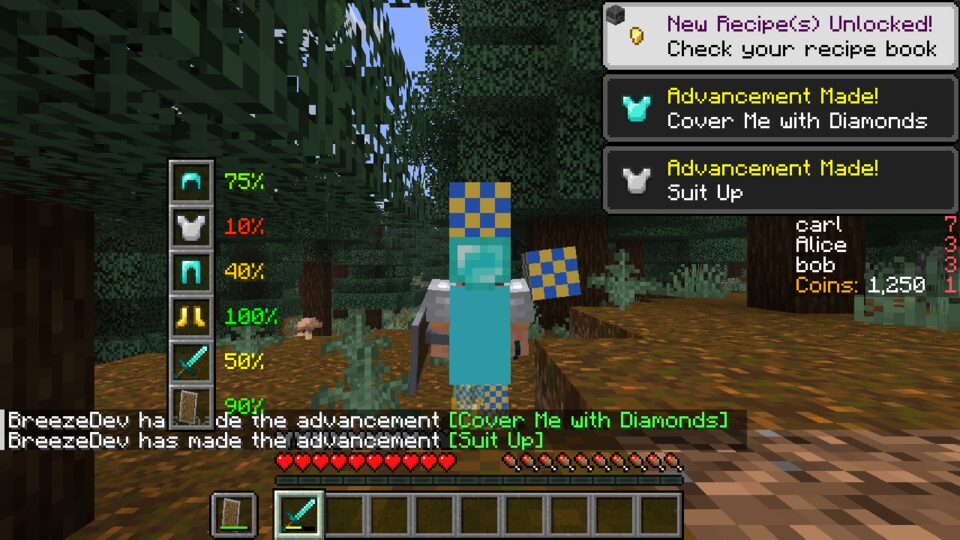 New Recipe(s) Unlocked!
Check your recipe book
Advancement Made!
Cover Me with Diamonds
Advancement Made!
Suit Up
75%
10%
40%
100%
50%
90%
carl 7
Alice 3
bob 3
Coins: 1,250 1
BreezeDev ha de the advancement [Cover Me with Diamonds]
BreezeDev has made the advancement [Suit Up]